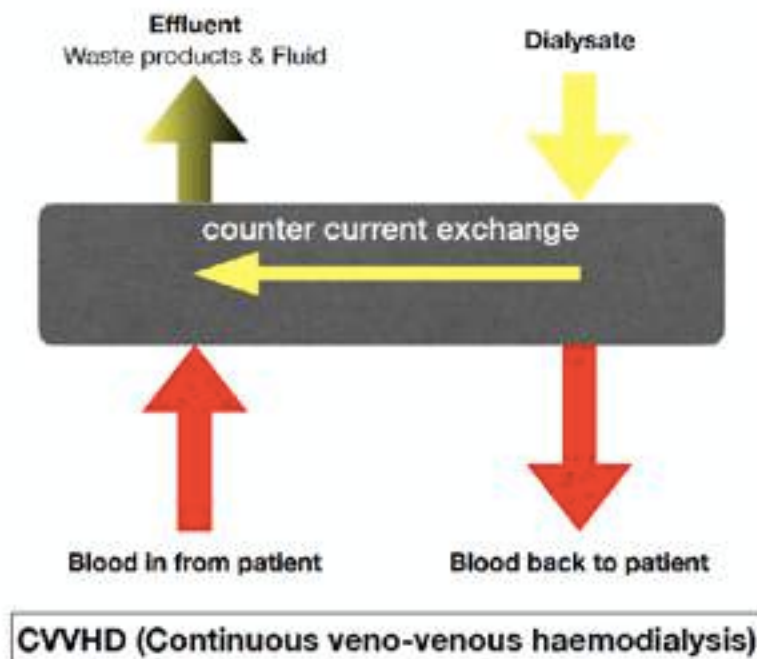 Effluent
Waste products & Fluid
Dialysate
counter current exchange
Blood in from patient
Blood back to patient
CVVHD (Continuous veno-venous haemodialysis)